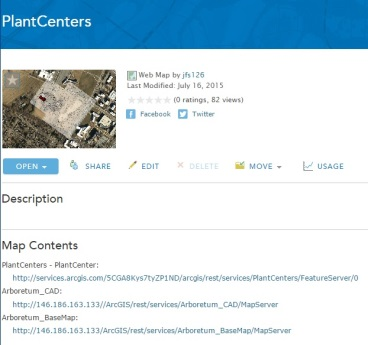 PlantCenters
Web Map by jfs126
Last Modified: July 16, 2015
(0 ratings, 82 views)
Facebook Twitter
OPEN SHARE EDIT DELETE MOVE USAGE
Description
Map Contents
PlantCenters - PlantCenter:
http://services.arcgis.com/5CGA8Kys7tyZP1ND/arcgis/rest/services/PlantCenters/FeatureServer/0
Arboretum_CAD:
http://146.186.163.133//ArcGIS/rest/services/Arboretum_CAD/MapServer
Arboretum_BaseMap:
http://146.186.163.133/ArcGIS/rest/services/Arboretum_BaseMap/MapServer